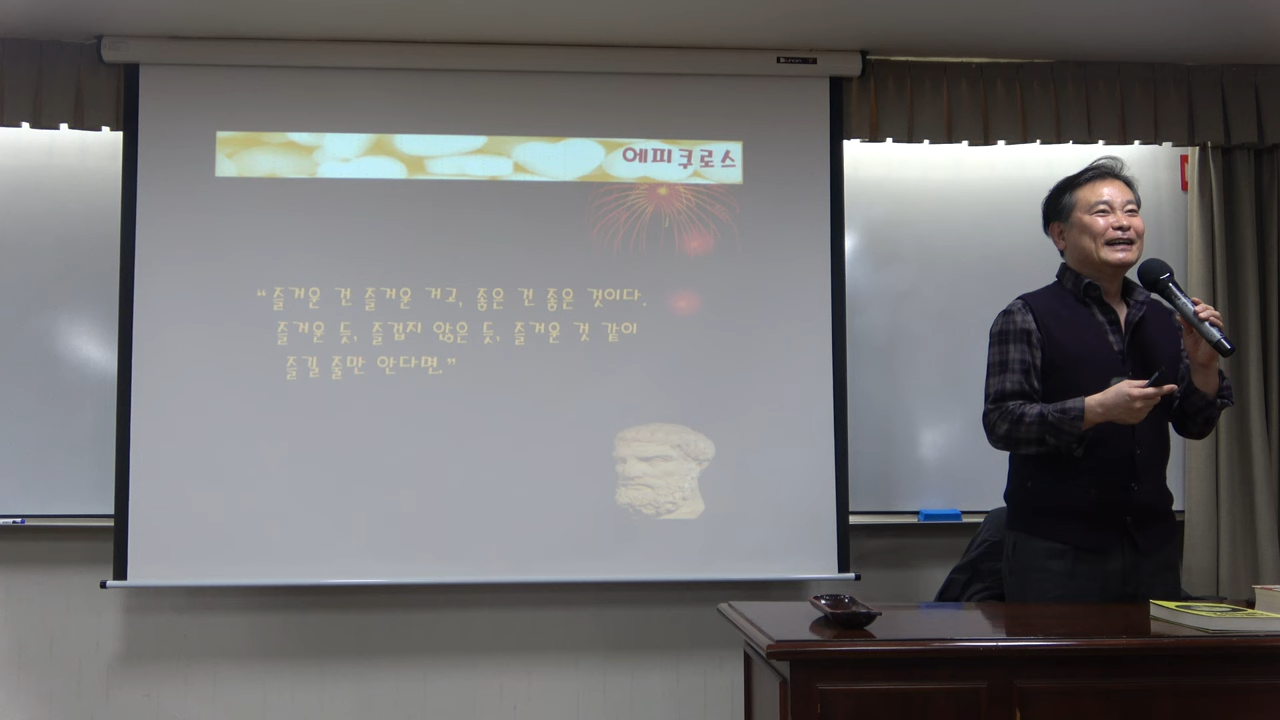 에피쿠로스
“즐거운 건 즐거운 거고, 좋은 건 좋은 것이다.
즐거운 듯, 즐겁지 않은 듯, 즐거운 것 같이
즐길 줄만 안다면.”